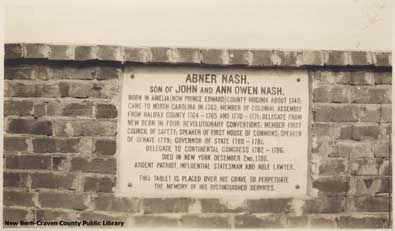 ABNER NASH.
SON OF JOHN AND ANN OWEN NASH.
BORN IN AMELIA (NOW PRINCE EDWARD) COUNTY VIRGINIA ABOUT 1740;
CAME TO NORTH CAROLINA IN 1762; MEMBER OF COLONIAL ASSEMBLY
FROM HALIFAX COUNTY 1764 - 1765 AND 1770 - 1771; DELEGATE FROM
NEW BERN IN FOUR REVOLUTIONARY CONVENTIONS; MEMBER FIRST
COUNCIL OF SAFETY; SPEAKER OF FIRST HOUSE OF COMMONS; SPEAKER
OF SENATE 1779; GOVERNOR OF STATE 1780 - 1781.
DELEGATE TO CONTINENTAL CONGRESS 1782 - 1786.
DIED IN NEW YORK DECEMBER 2ND, 1786.
ARDENT PATRIOT, INFLUENTIAL STATESMAN AND ABLE LAWYER.
THIS TABLET IS PLACED OVER HIS GRAVE TO PERPETUATE
THE MEMORY OF HIS DISTINGUISHED SERVICES.
New Bern-Craven County Public Library